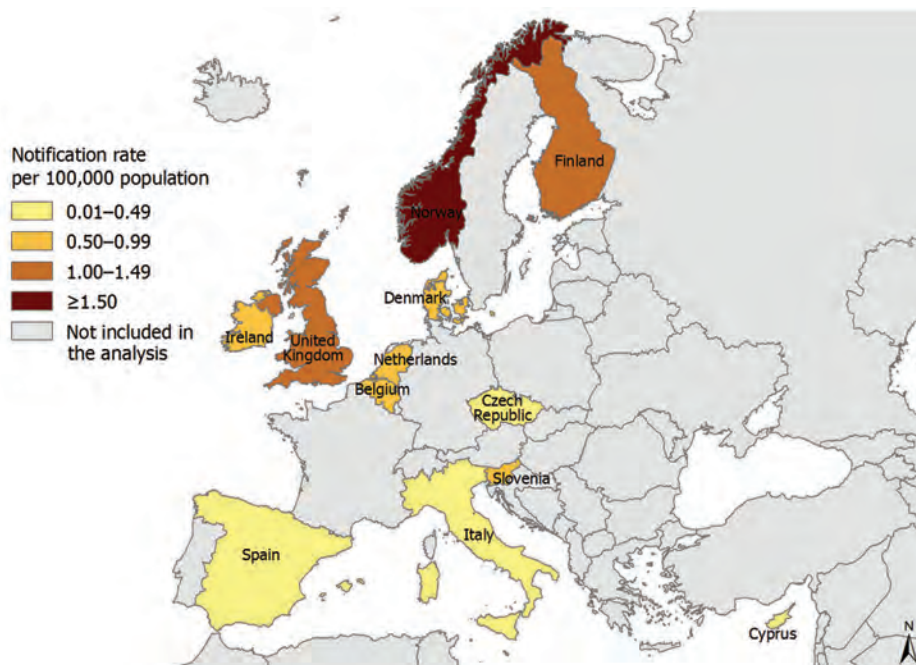 Notification rate
per 100,000 population
0.01–0.49
0.50–0.99
1.00–1.49
≥1.50
Not included in
the analysis
Finland
Norway
Denmark
Ireland
United
Kingdom
Netherlands
Belgium
Czech
Republic
Slovenia
Italy
Spain
Cyprus
N